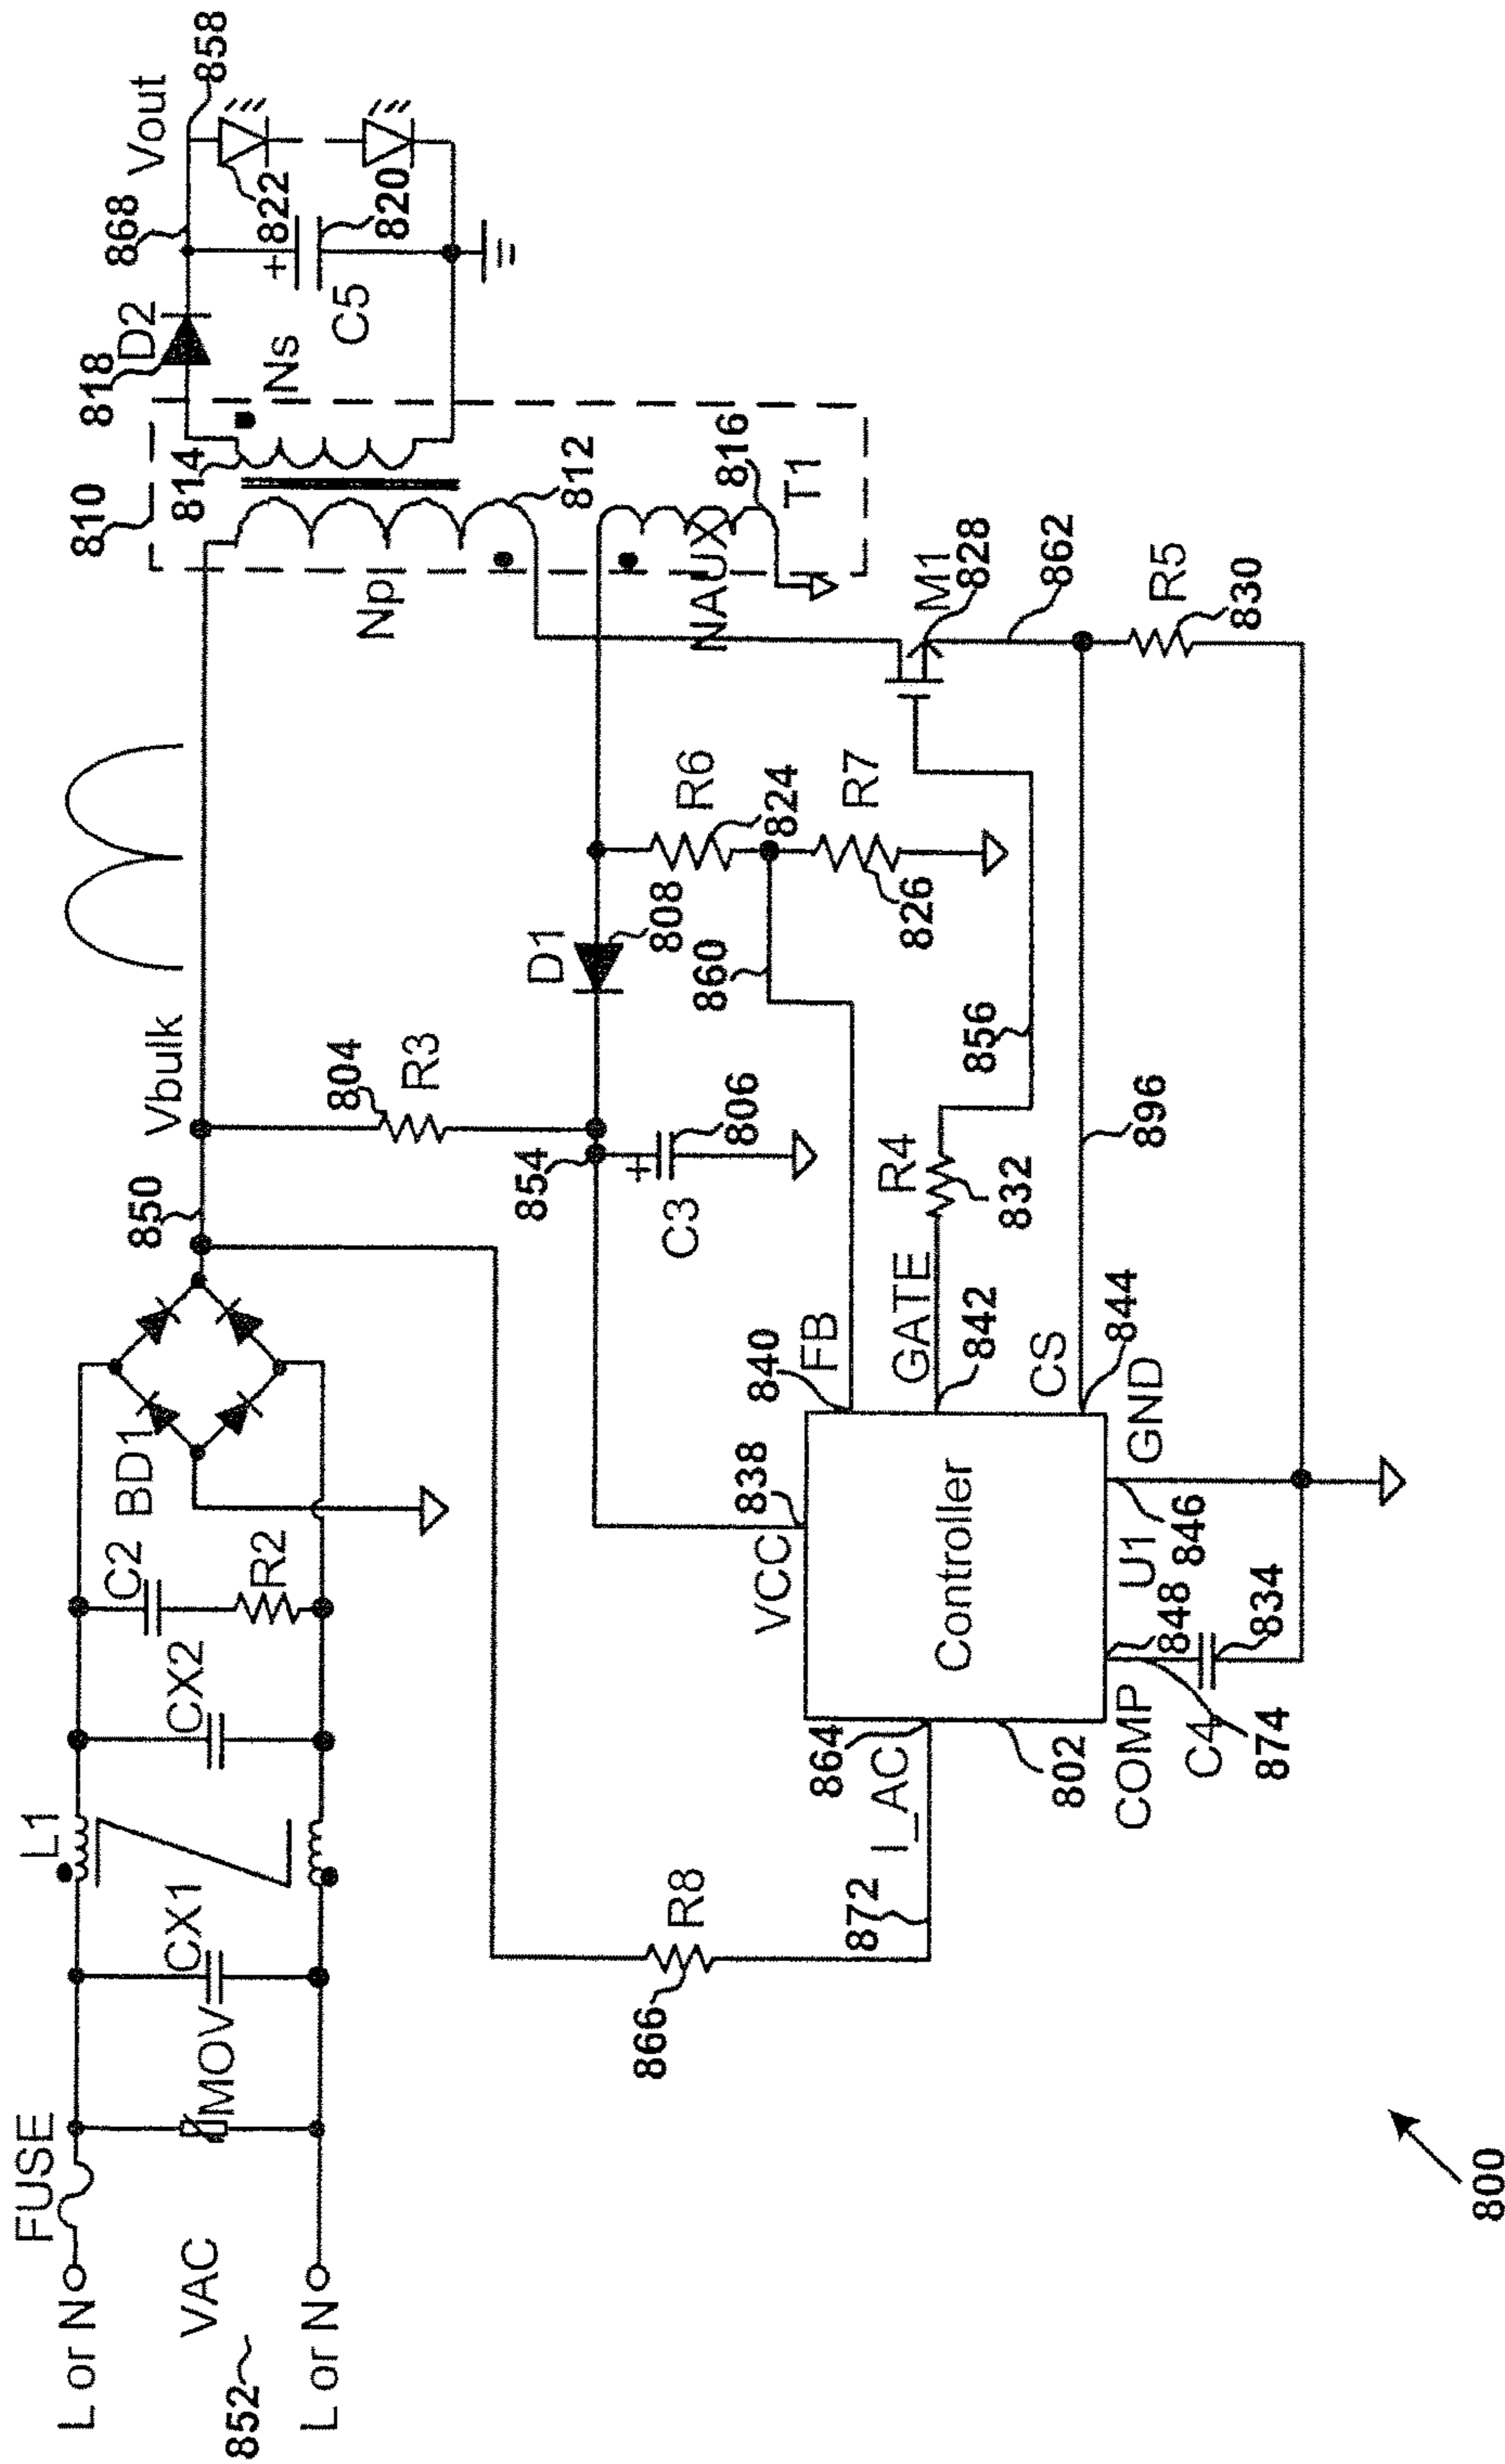 FUSE
L or N
VAC
852
L or N
MOV
CX1
L1
CX2
C2
R2
BD1
850
Vbulk
804
R3
854
806
C3
D1
808
R6
824
R7
826
860
810
814
Np
812
NAUX
816
T1
Ns
818
D2
868
Vout
858
822
820
C5
M1
828
862
R5
830
856
R4
832
896
866
R8
872
I_AC
864
802
Controller
VCC
838
840
FB
GATE
842
CS
844
GND
846
U1
848
834
COMP
C4
874
800